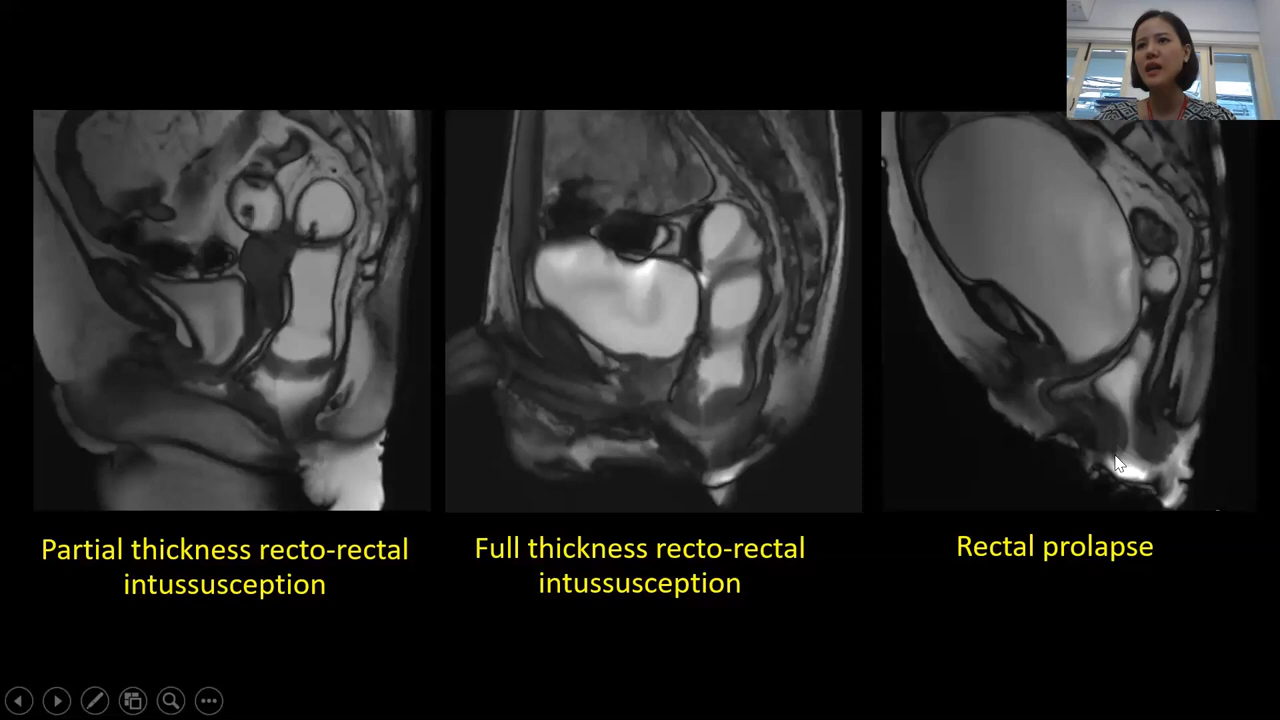 Partial thickness recto-rectal
intussusception
Full thickness recto-rectal
intussusception
Rectal prolapse